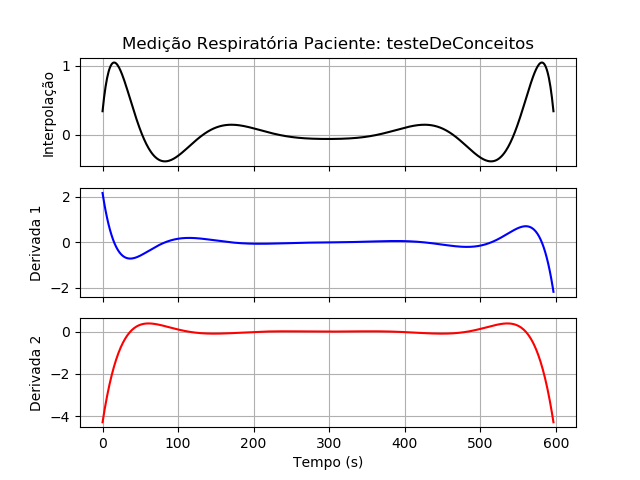 Medição Respiratória Paciente: testeDeConceitos
Interpolação
1
0
Derivada 1
2
0
−2
Derivada 2
0
−2
−4
0 100 200 300 400 500 600
Tempo (s)